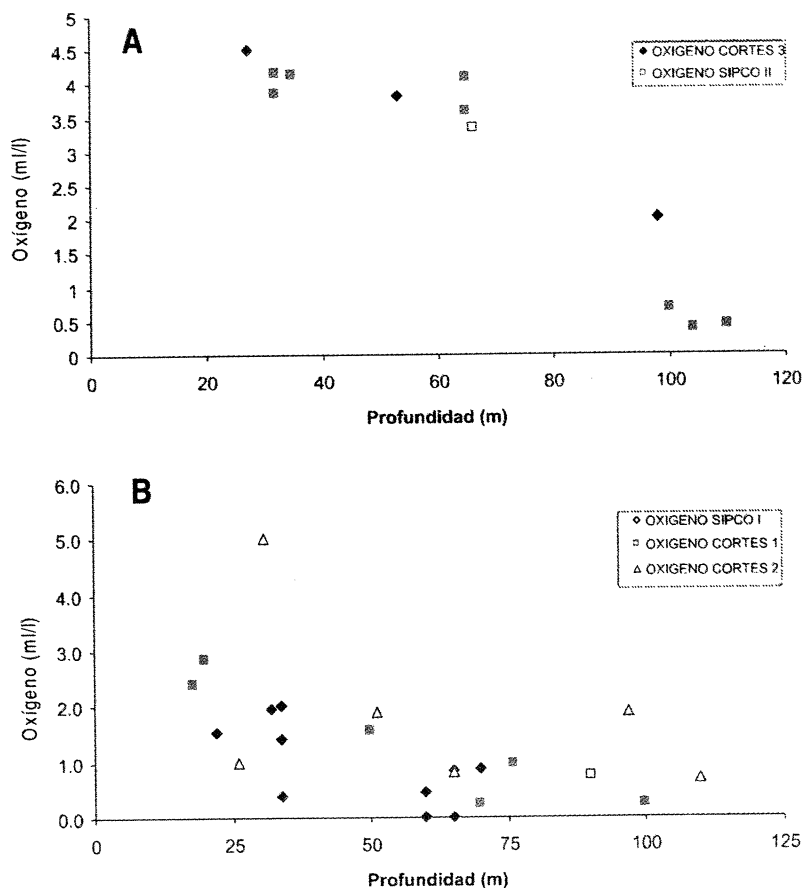 A
5
4.5
4
3.5
3
2.5
2
1.5
1
0.5
0
Oxígeno (ml/l)
OXIGENO CORTES 3
OXIGENO SIPCO II
0 20 40 60 80 100 120
Profundidad (m)
B
6.0
5.0
4.0
3.0
2.0
1.0
0.0
Oxígeno (ml/l)
OXIGENO SIPCO I
OXIGENO CORTES 1
OXIGENO CORTES 2
0 25 50 75 100 125
Profundidad (m)